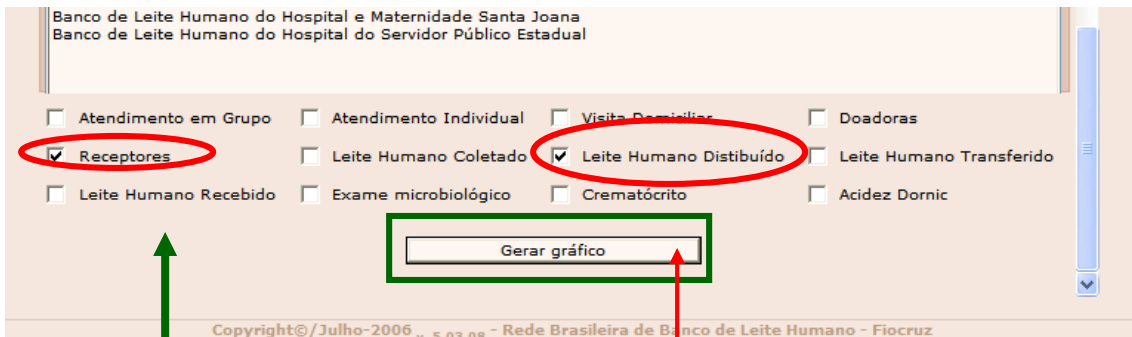 Banco de Leite Humano do Hospital e Maternidade Santa Joana
Banco de Leite Humano do Hospital do Servidor Público Estadual
Atendimento em Grupo Atendimento Individual Visita Domiciliar Doadoras
Receptores Leite Humano Coletado Leite Humano Distibuído Leite Humano Transferido
Leite Humano Recebido Exame microbiológico Crematócrito Acidez Dornic
Gerar gráfico
Copyright©/Julho-2006 v. 5.03.08 - Rede Brasileira de Banco de Leite Humano - Fiocruz